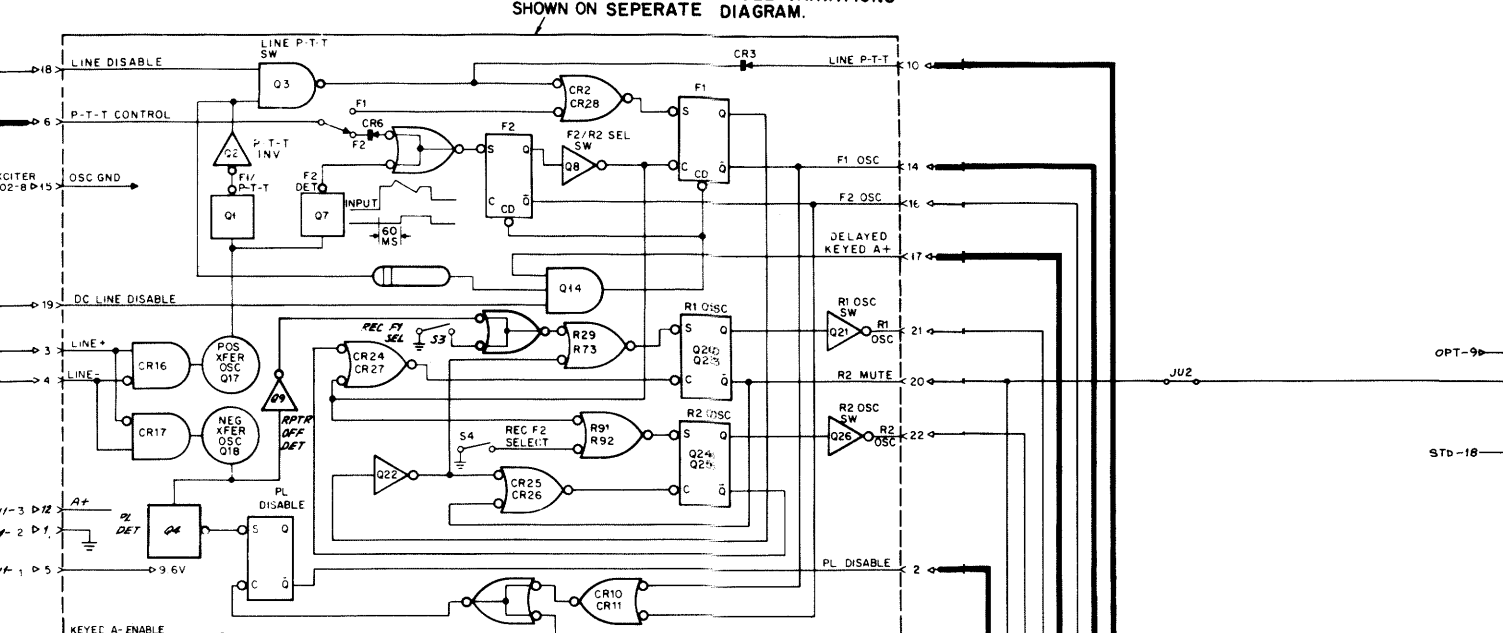 SHOWN ON SEPERATE DIAGRAM.
LINE P-T-T
SW
18 LINE DISABLE
Q3
CR3
LINE P-T-T 10
F1
CR2
CR28
F1
S Q
C Q̄
CD
6 P-T-T CONTROL
CR6
F2
Q2
P-T-T
INV
F2
S Q
C Q̄
CD
F2/R2 SEL
SW
Q8
F1 OSC 14
15 OSC GND
F1/
P-T-T
Q1
F2
DET
Q7
INPUT
60
MS
F2 OSC 16
DELAYED
KEYED A+
17
Q14
19 DC LINE DISABLE
REC F1
SEL
S3
R29
R73
R1 OSC
S Q
C Q̄
R1 OSC
SW
Q21
R1
OSC
21
3 LINE+
CR16
POS
XFER
OSC
Q17
CR24
CR27
OPT-9
4 LINE-
R2 MUTE 20
JU2
Q9
RPTR
OFF
DET
CR17
NEG
XFER
OSC
Q18
S4
REC F2
SELECT
R91
R92
R2 OSC
S Q
Q24
Q25
C Q̄
R2 OSC
SW
Q26
R2
OSC
22
STD-18
Q22
CR25
CR26
PL
DISABLE
S Q
C Q̄
12 A+
PL
DET
Q4
2 1
1 5 9.6V
PL DISABLE 2
CR10
CR11
KEYED A-ENABLE